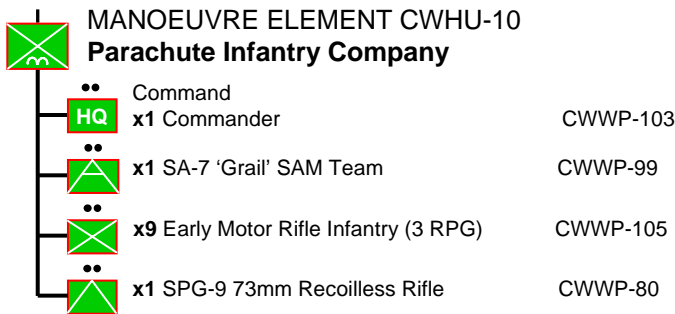 MANOEUVRE ELEMENT CWHU-10
Parachute Infantry Company
Command
HQ x1 Commander CWWP-103
x1 SA-7 ‘Grail’ SAM Team CWWP-99
x9 Early Motor Rifle Infantry (3 RPG) CWWP-105
x1 SPG-9 73mm Recoilless Rifle CWWP-80